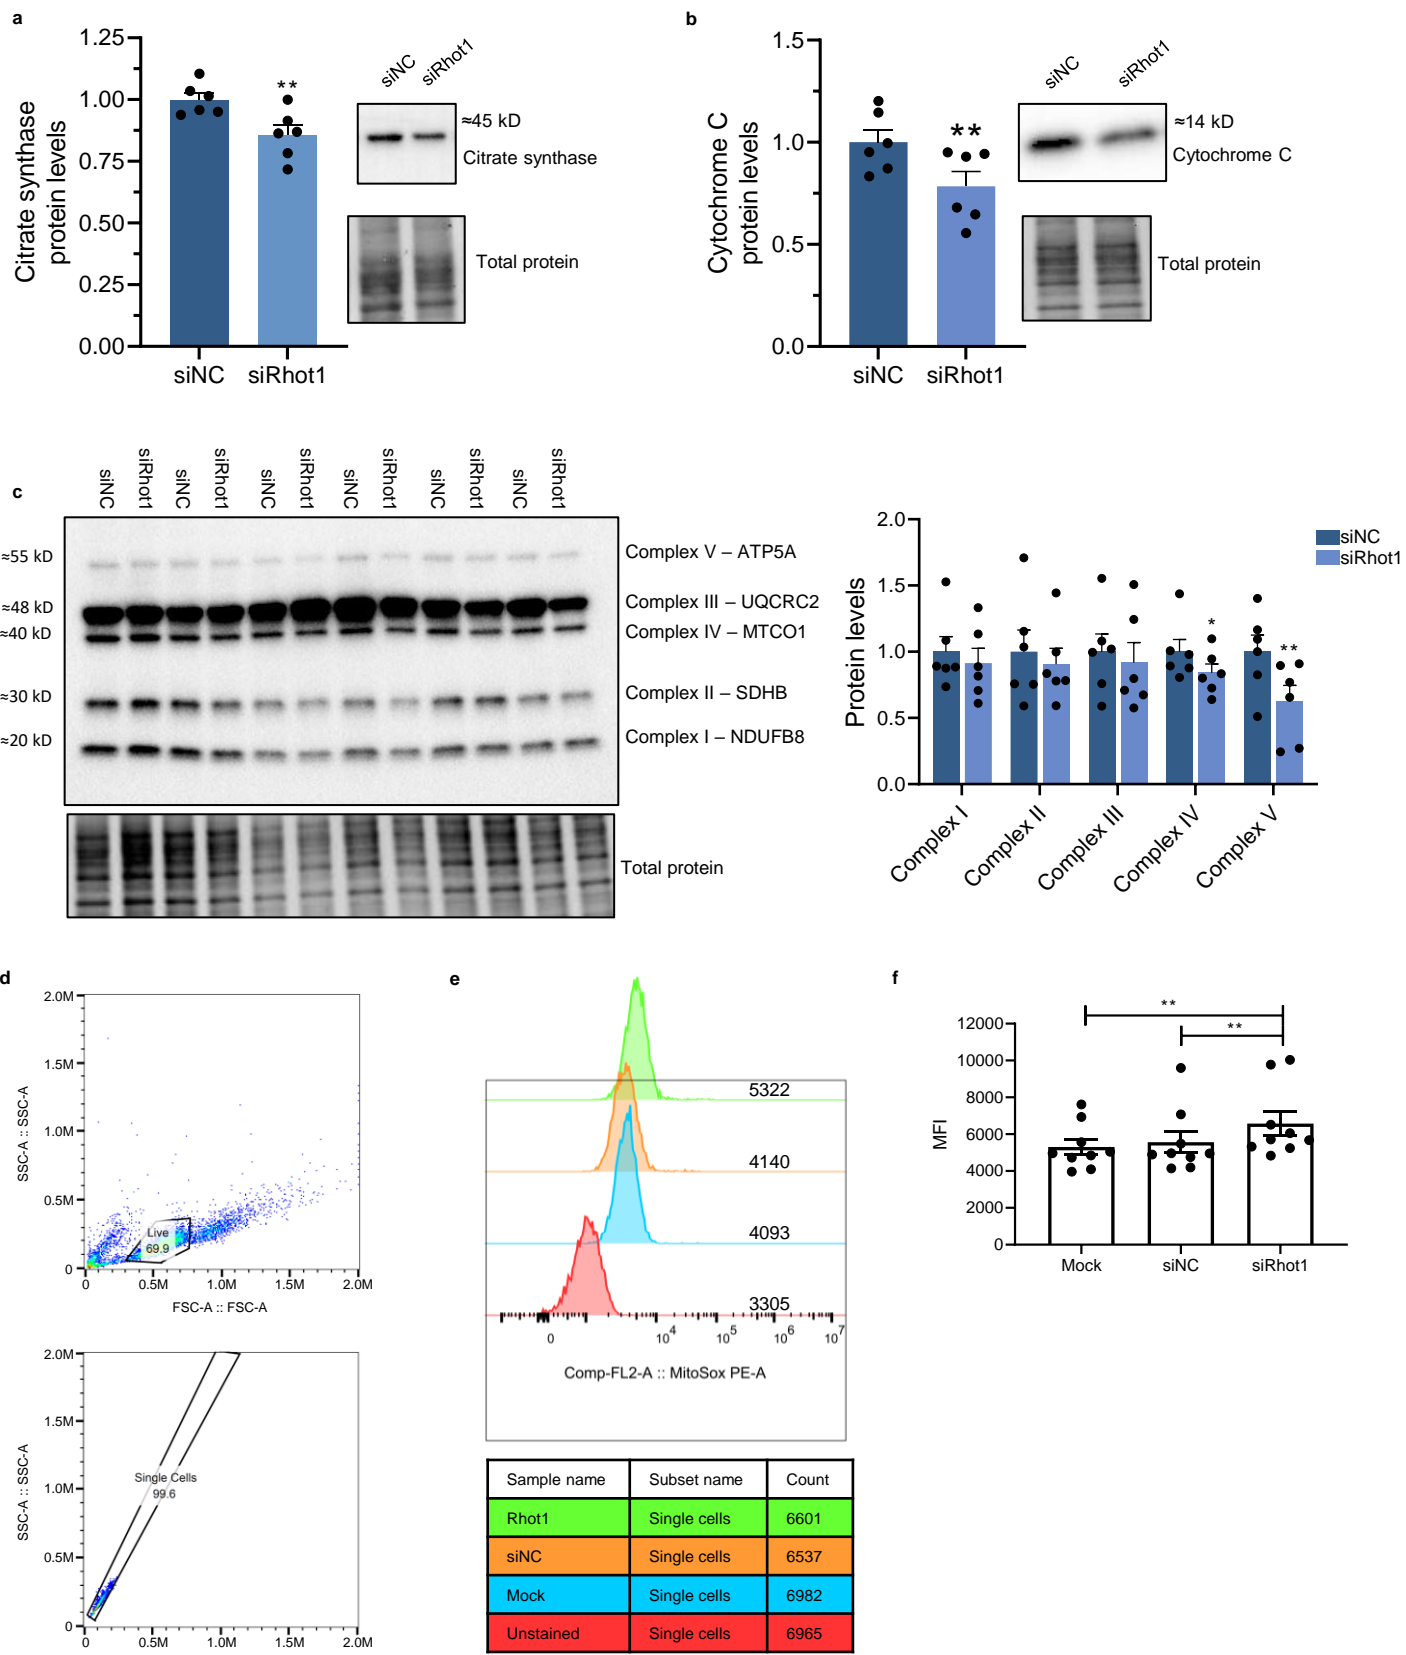 a
1.25
1.00
0.75
0.50
0.25
0.00
Citrate synthase
protein levels
**
siNC
siRhot1
siNC
siRhot1
≈45 kD
Citrate synthase
Total protein
b
1.5
1.0
0.5
0.0
Cytochrome C
protein levels
**
siNC
siRhot1
siNC
siRhot1
≈14 kD
Cytochrome C
Total protein
c
siNC
siRhot1
siNC
siRhot1
siNC
siRhot1
siNC
siRhot1
siNC
siRhot1
siNC
siRhot1
≈55 kD
≈48 kD
≈40 kD
≈30 kD
≈20 kD
Complex V – ATP5A
Complex III – UQCRC2
Complex IV – MTCO1
Complex II – SDHB
Complex I – NDUFB8
Total protein
2.0
1.5
1.0
0.5
0.0
Protein levels
*
**
siNC
siRhot1
Complex I
Complex II
Complex III
Complex IV
Complex V
d
2.0M
1.5M
1.0M
0.5M
0
SSC-A :: SSC-A
Live
69.9
0
0.5M
1.0M
1.5M
2.0M
FSC-A :: FSC-A
2.0M
1.5M
1.0M
0.5M
0
SSC-A :: SSC-A
Single Cells
99.6
0
0.5M
1.0M
1.5M
2.0M
e
5322
4140
4093
3305
0
10^4
10^5
10^6
10^7
Comp-FL2-A :: MitoSox PE-A
Sample name Subset name Count
Rhot1 Single cells 6601
siNC Single cells 6537
Mock Single cells 6982
Unstained Single cells 6965
f
**
**
12000
10000
8000
6000
4000
2000
0
MFI
Mock
siNC
siRhot1